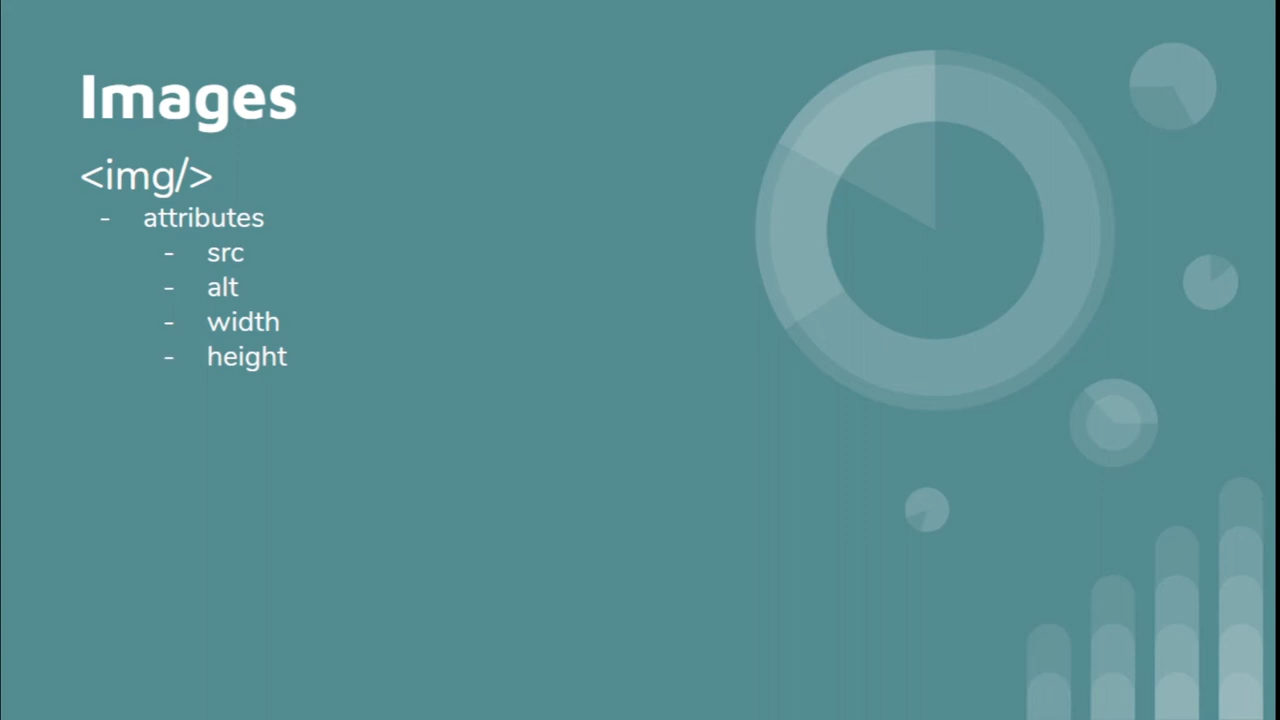 Images
<img/>
- attributes
- src
- alt
- width
- height